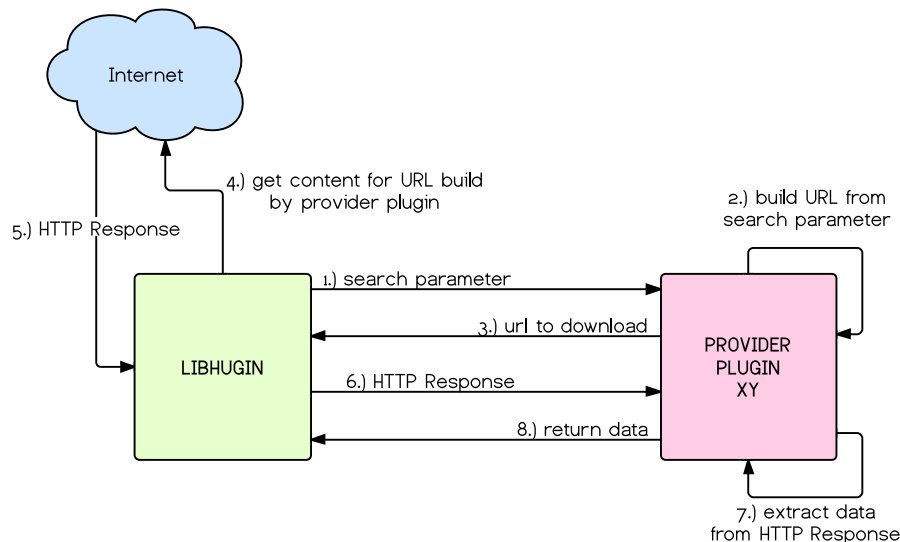 Internet
4.) get content for URL build
by provider plugin
2.) build URL from
search parameter
5.) HTTP Response
1.) search parameter
3.) url to download
LIBHUGIN
PROVIDER
PLUGIN
XY
6.) HTTP Response
8.) return data
7.) extract data
from HTTP Response